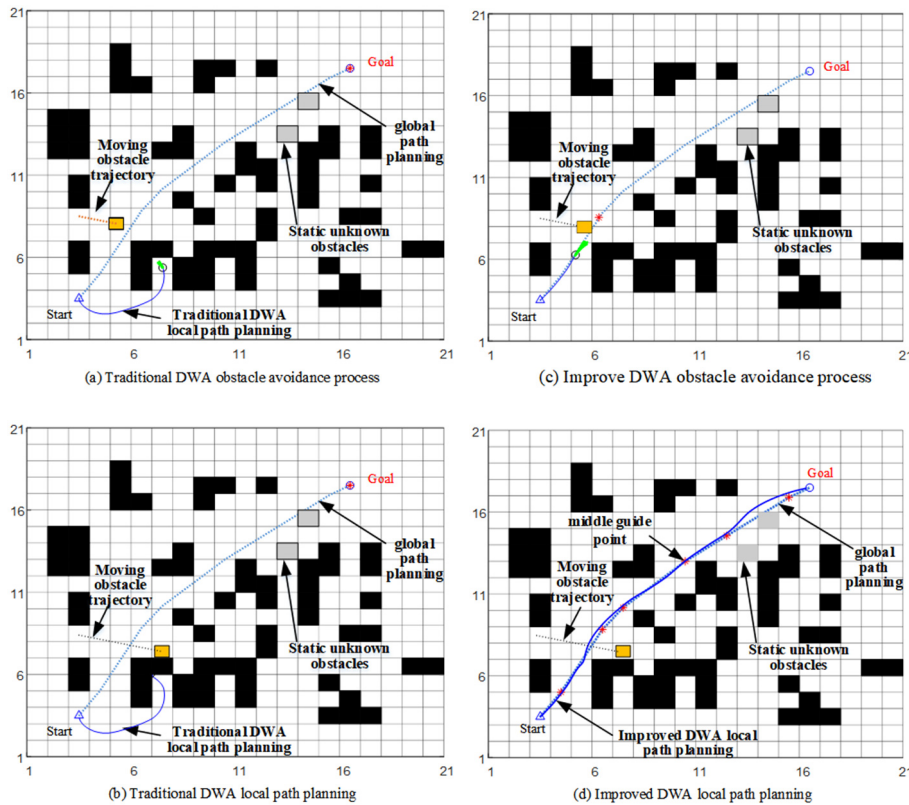 21
16
11
6
1
1
6
11
16
21
Goal
global
path
planning
Moving
obstacle
trajectory
Static unknown
obstacles
Start
Traditional DWA
local path planning
(a) Traditional DWA obstacle avoidance process
21
16
11
6
1
1
6
11
16
21
Goal
Moving
obstacle
trajectory
Static unknown
obstacles
Start
(c) Improve DWA obstacle avoidance process
21
16
11
6
1
1
6
11
16
21
Goal
global
path
planning
Moving
obstacle
trajectory
Static unknown
obstacles
Start
Traditional DWA
local path planning
(b) Traditional DWA local path planning
21
16
11
6
1
1
6
11
16
21
Goal
middle guide
point
global
path
planning
Moving
obstacle
trajectory
Static unknown
obstacles
Start
Improved DWA local
path planning
(d) Improved DWA local path planning